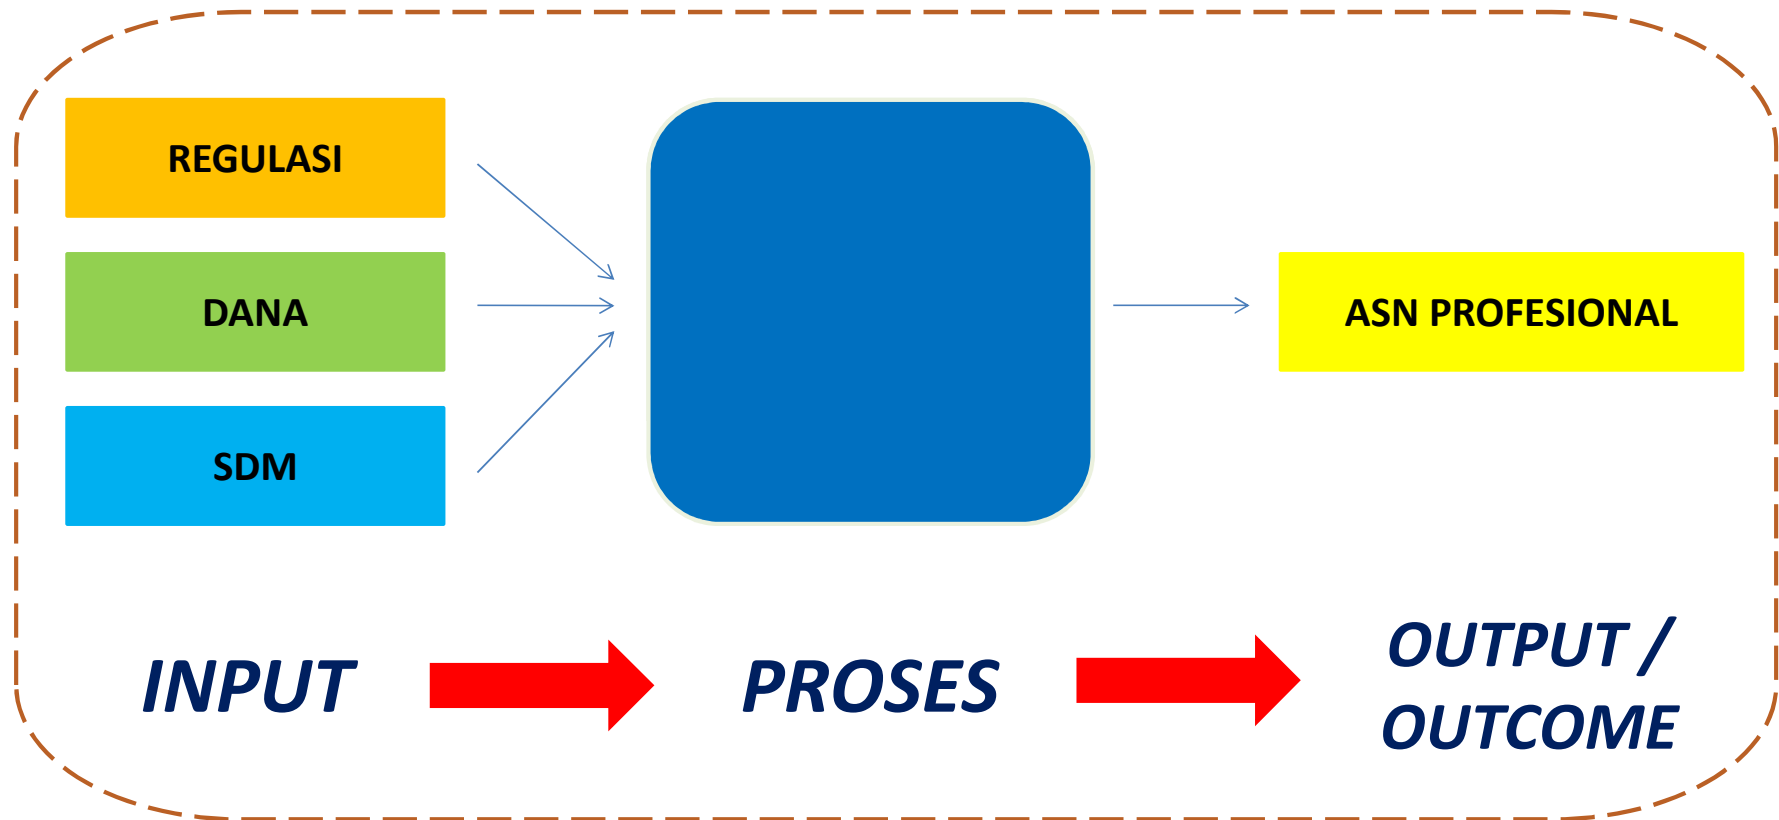 REGULASI
DANA
SDM
ASN PROFESIONAL
INPUT
PROSES
OUTPUT /
OUTCOME